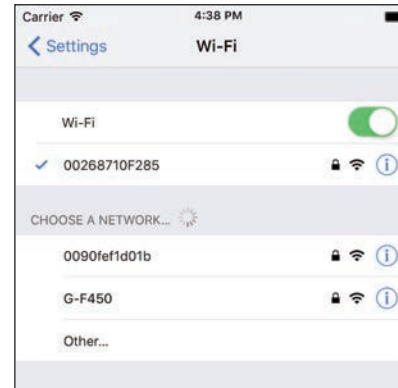 Carrier 4:38 PM
Settings Wi-Fi
Wi-Fi
00268710F285
CHOOSE A NETWORK...
0090fef1d01b
G-F450
Other...